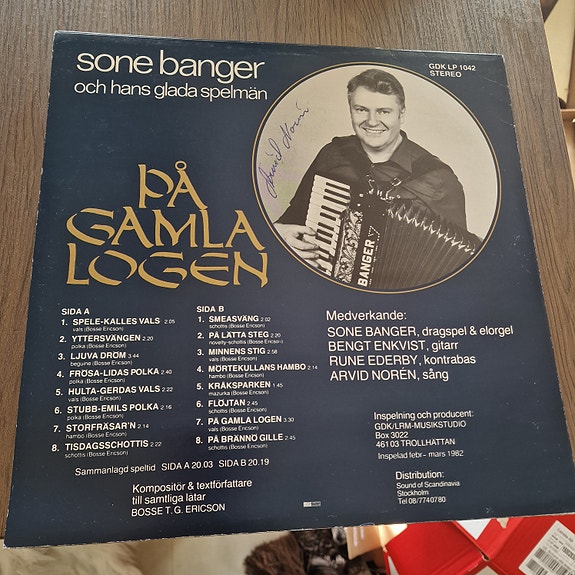 sone banger
och hans glada spelmän
GDK LP 1042
STEREO
Arvid Norén
PÅ
GAMLA
LOGEN
BANGER
SIDA A
1. SPELE-KALLES VALS 2.05
vals (Bosse Ericson)
2. YTTERSVÄNGEN 2.20
polka (Bosse Ericson)
3. LJUVA DRÖM 3.44
beguine (Bosse Ericson)
4. FRÖSA-LIDAS POLKA 2.40
polka (Bosse Ericson)
5. HULTA-GERDAS VALS 2.22
vals (Bosse Ericson)
6. STUBB-EMILS POLKA 2.16
polka (Bosse Ericson)
7. STORFRÄSAR'N 2.14
hambo (Bosse Ericson)
8. TISDAGSSCHOTTIS 2.22
schottis (Bosse Ericson)
SIDA B
1. SMEASVÄNG 2.02
schottis (Bosse Ericson)
2. PÅ LÄTTA STEG 2.20
novelty-schottis (Bosse Ericson)
3. MINNENS STIG 2.58
vals (Bosse Ericson)
4. MÖRTEKULLANS HAMBO 2.14
hambo (Bosse Ericson)
5. KRÅKSPARKEN 1.45
mazurka (Bosse Ericson)
6. FLÖJTAN 2.45
schottis (Bosse Ericson)
7. PÅ GAMLA LOGEN 3.30
vals (Bosse Ericson)
8. PÅ BRÄNNÖ GILLE 2.45
schottis (Bosse Ericson)
Sammanlagd speltid SIDA A 20.03 SIDA B 20.19
Kompositör & textförfattare
till samtliga låtar
BOSSE T.G. ERICSON
Medverkande:
SONE BANGER, dragspel & elorgel
BENGT ENKVIST, gitarr
RUNE EDERBY, kontrabas
ARVID NORÉN, sång
Inspelning och producent:
GDK/LRM-MUSIKSTUDIO
Box 3022
461 03 TROLLHÄTTAN
Inspelad febr- mars 1982
Distribution:
Sound of Scandinavia
Stockholm
Tel 08/7740780